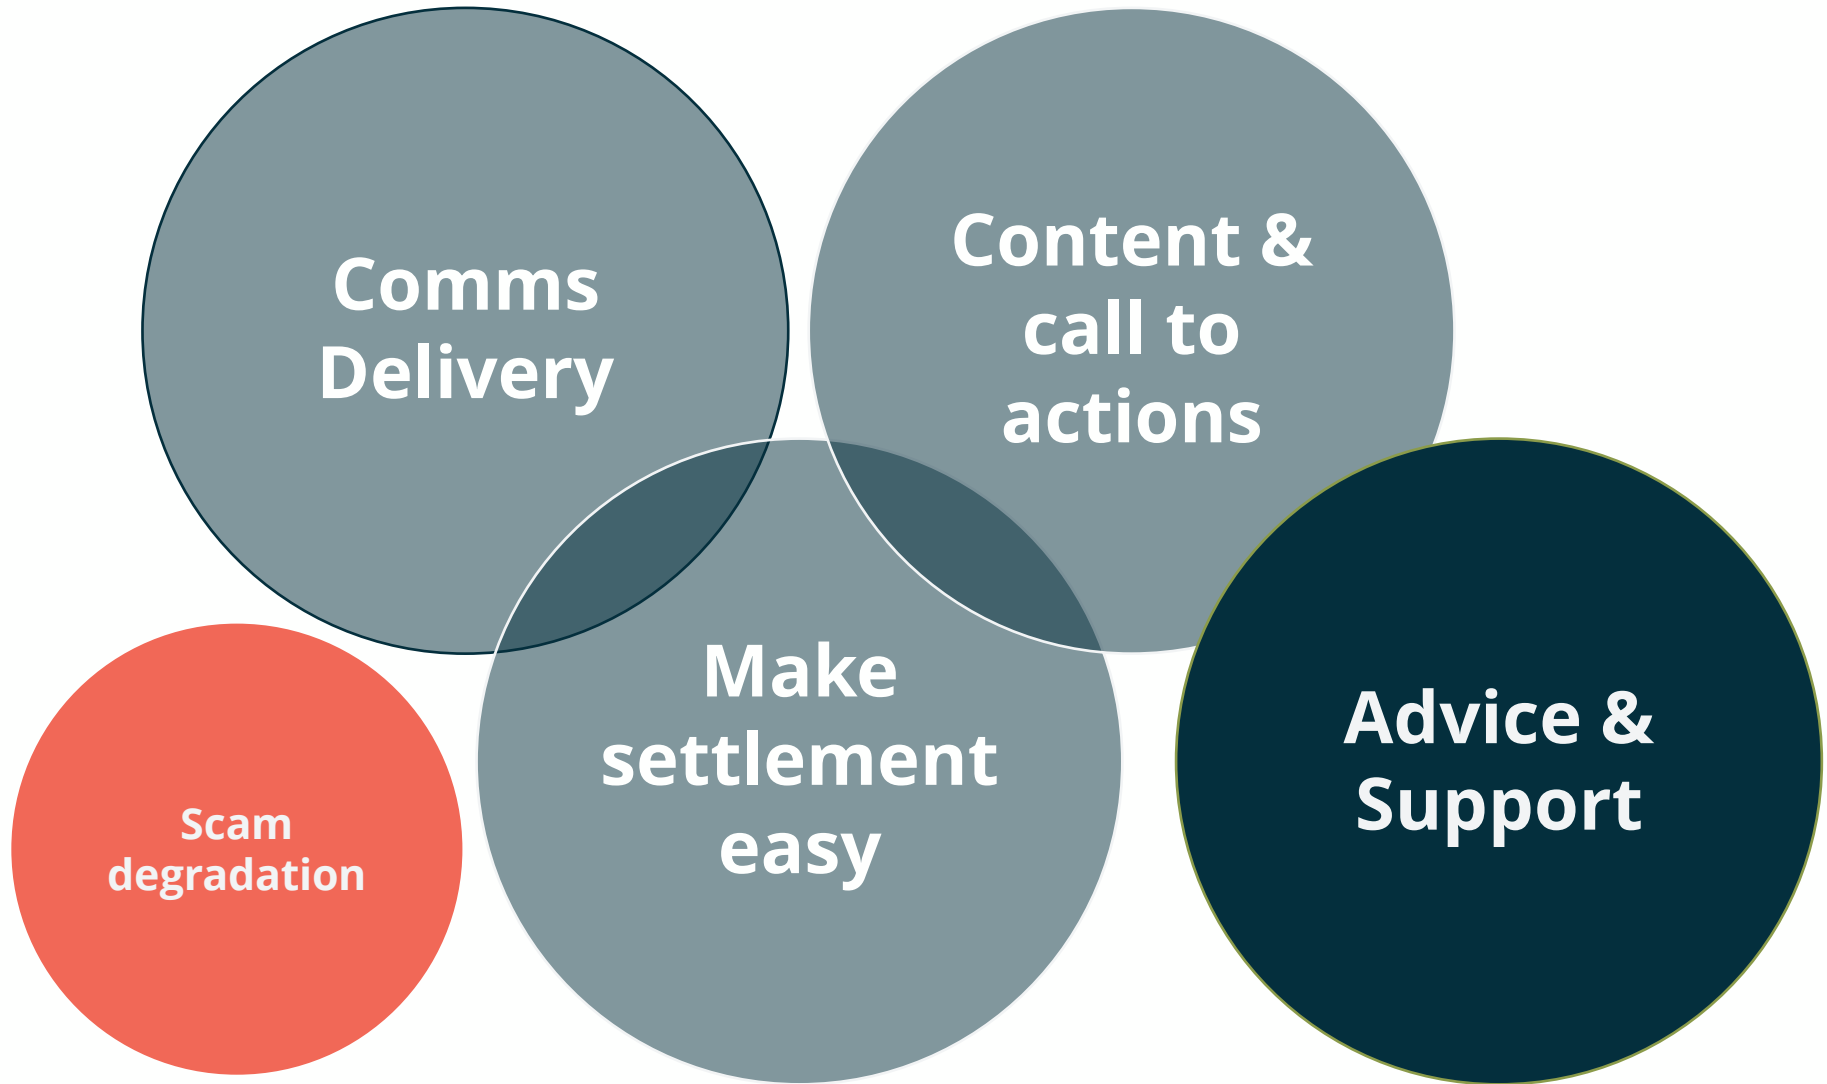 Comms
Delivery
Content &
call to
actions
Make
settlement
easy
Advice &
Support
Scam
degradation